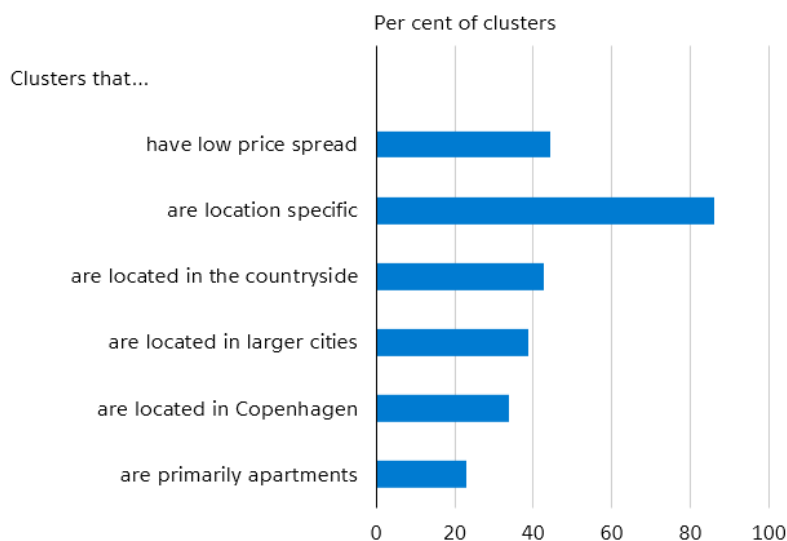 Per cent of clusters
Clusters that...
have low price spread
are location specific
are located in the countryside
are located in larger cities
are located in Copenhagen
are primarily apartments
0 20 40 60 80 100